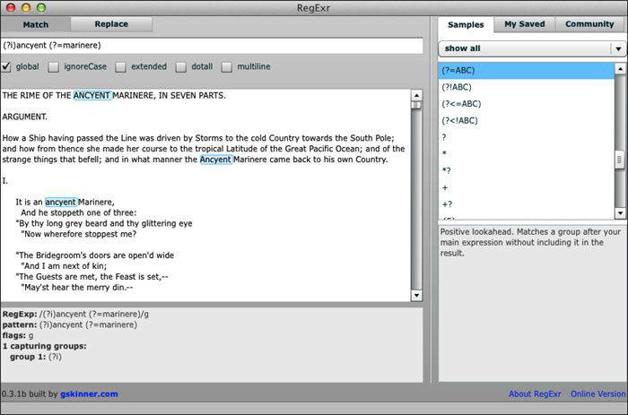 RegExr
Match
Replace
(?i)ancyent (?=marinere)
global
ignoreCase
extended
dotall
multiline
THE RIME OF THE ANCYENT MARINERE, IN SEVEN PARTS.
ARGUMENT.
How a Ship having passed the Line was driven by Storms to the cold Country towards the South Pole;
and how from thence she made her course to the tropical Latitude of the Great Pacific Ocean; and of the
strange things that befell; and in what manner the Ancyent Marinere came back to his own Country.
I.
It is an ancyent Marinere,
And he stoppeth one of three:
"By thy long grey beard and thy glittering eye
"Now wherefore stoppest me?
"The Bridegroom's doors are open'd wide
"And I am next of kin;
"The Guests are met, the Feast is set,--
"May'st hear the merry din.--
RegExp: /(?i)ancyent (?=marinere)/g
pattern: (?i)ancyent (?=marinere)
flags: g
1 capturing groups:
group 1: (?i)
Samples
My Saved
Community
show all
(?=ABC)
(?!ABC)
(?<=ABC)
(?<!ABC)
?
*
*?
+
+?
Positive lookahead. Matches a group after your
main expression without including it in the
result.
0.3.1b built by gskinner.com
About RegExr
Online Version